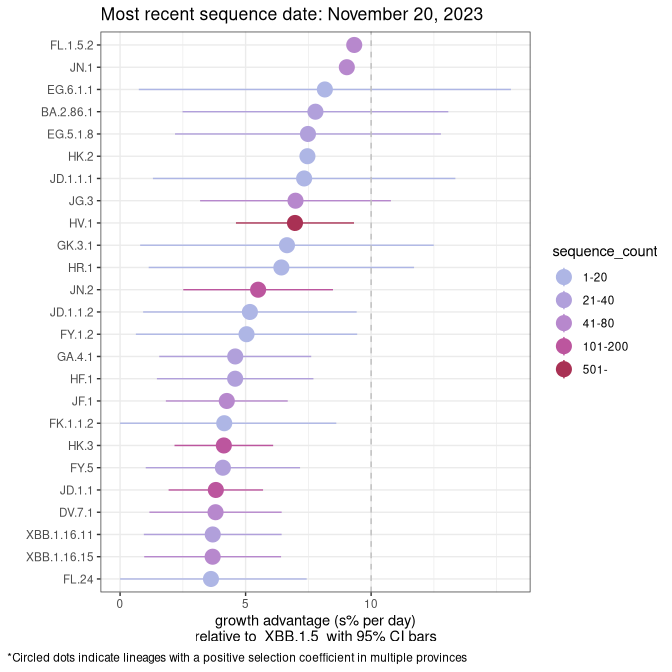 Most recent sequence date: November 20, 2023
FL.1.5.2
JN.1
EG.6.1.1
BA.2.86.1
EG.5.1.8
HK.2
JD.1.1.1
JG.3
HV.1
GK.3.1
HR.1
JN.2
JD.1.1.2
FY.1.2
GA.4.1
HF.1
JF.1
FK.1.1.2
HK.3
FY.5
JD.1.1
DV.7.1
XBB.1.16.11
XBB.1.16.15
FL.24
0
5
10
growth advantage (s% per day)
relative to XBB.1.5 with 95% CI bars
*Circled dots indicate lineages with a positive selection coefficient in multiple provinces
sequence_count
1-20
21-40
41-80
101-200
501-